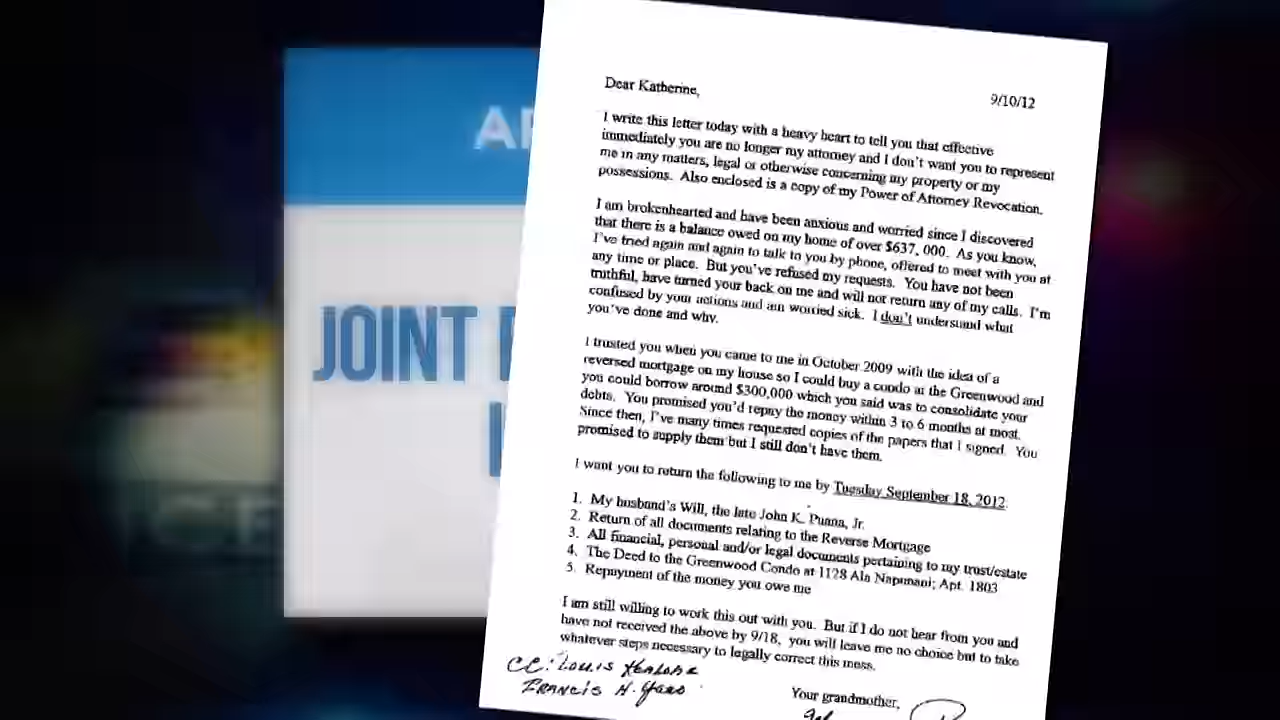 AF
JOINT
Dear Katherine,
9/10/12
I write this letter today with a heavy heart to tell you that effective
immediately you are no longer my attorney and I don't want you to represent
me in any matters, legal or otherwise concerning my property or my
possessions. Also enclosed is a copy of my Power of Attorney Revocation.
I am brokenhearted and have been anxious and worried since I discovered
that there is a balance owed on my home of over $637, 000. As you know,
I've tried again and again to talk to you by phone, offered to meet with you at
any time or place. But you've refused my requests. You have not been
truthful, have turned your back on me and will not return any of my calls. I'm
confused by your actions and am worried sick. I don't understand what
you've done and why.
I trusted you when you came to me in October 2009 with the idea of a
reversed mortgage on my house so I could buy a condo at the Greenwood and
you could borrow around $300,000 which you said was to consolidate your
debts. You promised you'd repay the money within 3 to 6 months at most.
Since then, I've many times requested copies of the papers that I signed. You
promised to supply them but I still don't have them.
I want you to return the following to me by Tuesday September 18, 2012.
1. My husband's Will, the late John K. Puana, Jr.
2. Return of all documents relating to the Reverse Mortgage
3. All financial, personal and/or legal documents pertaining to my trust/estate
4. The Deed to the Greenwood Condo at 1128 Ala Napunani; Apt. 1803
5. Repayment of the money you owe me
I am still willing to work this out with you. But if I do not hear from you and
have not received the above by 9/18, you will leave me no choice but to take
whatever steps necessary to legally correct this mess.
CC: Louis
Francis H.
Your grandmother,